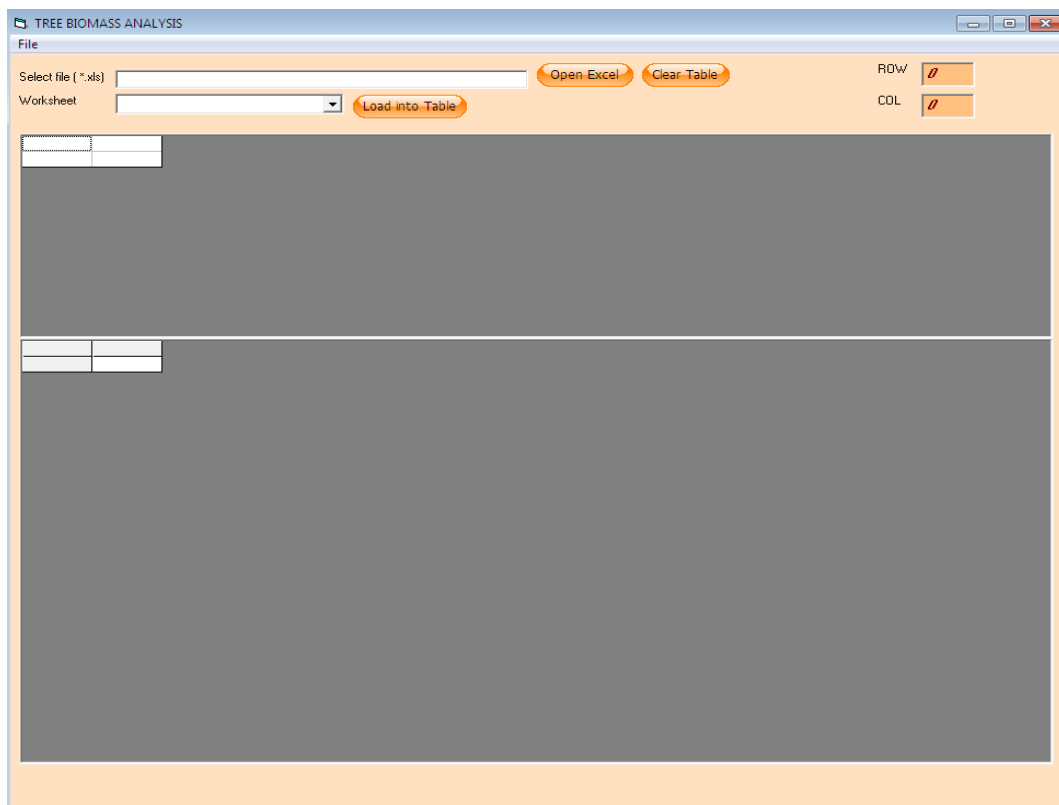 TREE BIOMASS ANALYSIS
File
Select file ( *.xls) Open Excel Clear Table ROW 0
Worksheet Load into Table COL 0